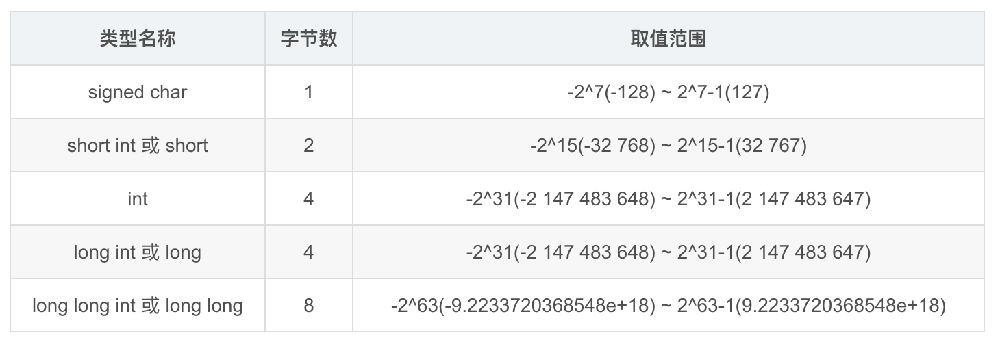 类型名称 字节数 取值范围
signed char 1 -2^7(-128) ~ 2^7-1(127)
short int 或 short 2 -2^15(-32 768) ~ 2^15-1(32 767)
int 4 -2^31(-2 147 483 648) ~ 2^31-1(2 147 483 647)
long int 或 long 4 -2^31(-2 147 483 648) ~ 2^31-1(2 147 483 647)
long long int 或 long long 8 -2^63(-9.2233720368548e+18) ~ 2^63-1(9.2233720368548e+18)